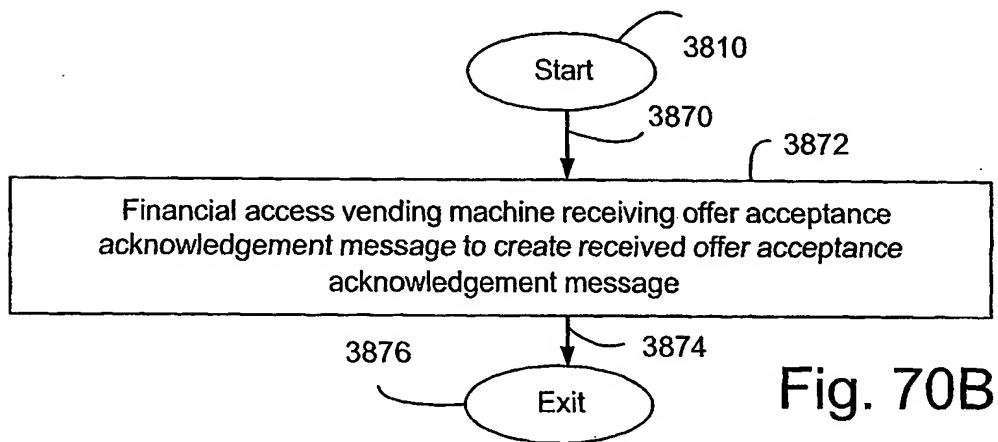 3810
Start
3870
3872
Financial access vending machine receiving offer acceptance
acknowledgement message to create received offer acceptance
acknowledgement message
3876
3874
Exit
Fig. 70B